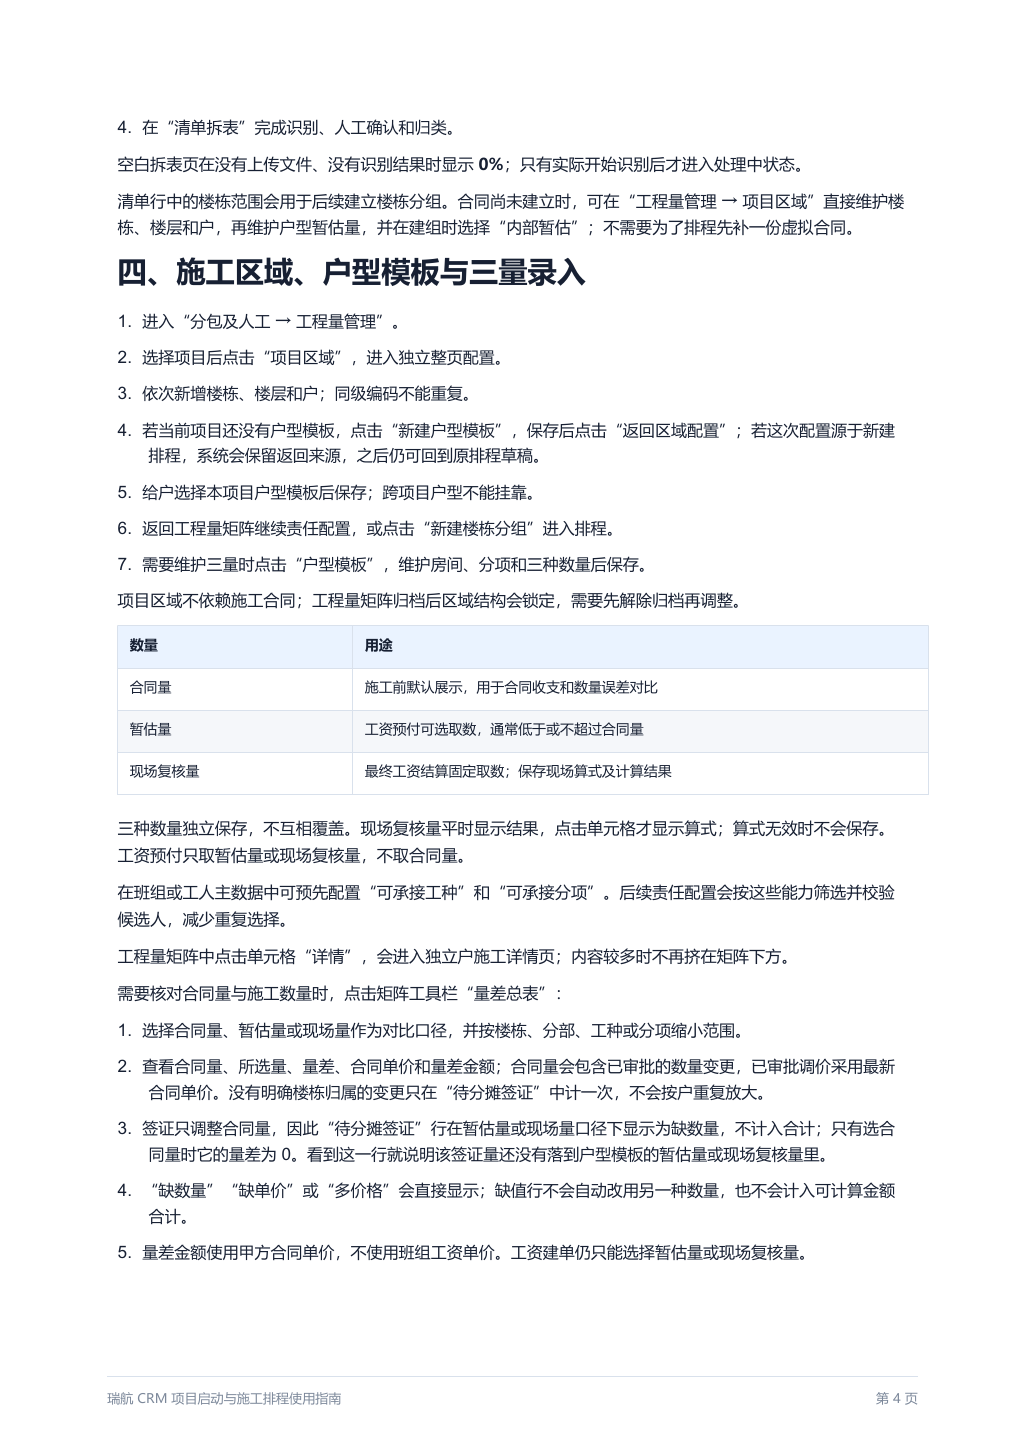 4. 在“清单拆表”完成识别、人工确认和归类。
空白拆表页在没有上传文件、没有识别结果时显示 0%；只有实际开始识别后才进入处理中状态。
清单行中的楼栋范围会用于后续建立楼栋分组。合同尚未建立时，可在“工程量管理 → 项目区域”直接维护楼
栋、楼层和户，再维护户型暂估量，并在建组时选择“内部暂估”；不需要为了排程先补一份虚拟合同。
四、施工区域、户型模板与三量录入
1. 进入“分包及人工 → 工程量管理”。
2. 选择项目后点击“项目区域”，进入独立整页配置。
3. 依次新增楼栋、楼层和户；同级编码不能重复。
4. 若当前项目还没有户型模板，点击“新建户型模板”，保存后点击“返回区域配置”；若这次配置源于新建
排程，系统会保留返回来源，之后仍可回到原排程草稿。
5. 给户选择本项目户型模板后保存；跨项目户型不能挂靠。
6. 返回工程量矩阵继续责任配置，或点击“新建楼栋分组”进入排程。
7. 需要维护三量时点击“户型模板”，维护房间、分项和三种数量后保存。
项目区域不依赖施工合同；工程量矩阵归档后区域结构会锁定，需要先解除归档再调整。
数量 用途
合同量 施工前默认展示，用于合同收支和数量误差对比
暂估量 工资预付可选取数，通常低于或不超过合同量
现场复核量 最终工资结算固定取数；保存现场算式及计算结果
三种数量独立保存，不互相覆盖。现场复核量平时显示结果，点击单元格才显示算式；算式无效时不会保存。
工资预付只取暂估量或现场复核量，不取合同量。
在班组或工人主数据中可预先配置“可承接工种”和“可承接分项”。后续责任配置会按这些能力筛选并校验
候选人，减少重复选择。
工程量矩阵中点击单元格“详情”，会进入独立户施工详情页；内容较多时不再挤在矩阵下方。
需要核对合同量与施工数量时，点击矩阵工具栏“量差总表”：
1. 选择合同量、暂估量或现场量作为对比口径，并按楼栋、分部、工种或分项缩小范围。
2. 查看合同量、所选量、量差、合同单价和量差金额；合同量会包含已审批的数量变更，已审批调价采用最新
合同单价。没有明确楼栋归属的变更只在“待分摊签证”中计一次，不会按户重复放大。
3. 签证只调整合同量，因此“待分摊签证”行在暂估量或现场量口径下显示为缺数量，不计入合计；只有选合
同量时它的量差为 0。看到这一行就说明该签证量还没有落到户型模板的暂估量或现场复核量里。
4. “缺数量”“缺单价”或“多价格”会直接显示；缺值行不会自动改用另一种数量，也不会计入可计算金额
合计。
5. 量差金额使用甲方合同单价，不使用班组工资单价。工资建单仍只能选择暂估量或现场复核量。
瑞航 CRM 项目启动与施工排程使用指南 第 4 页